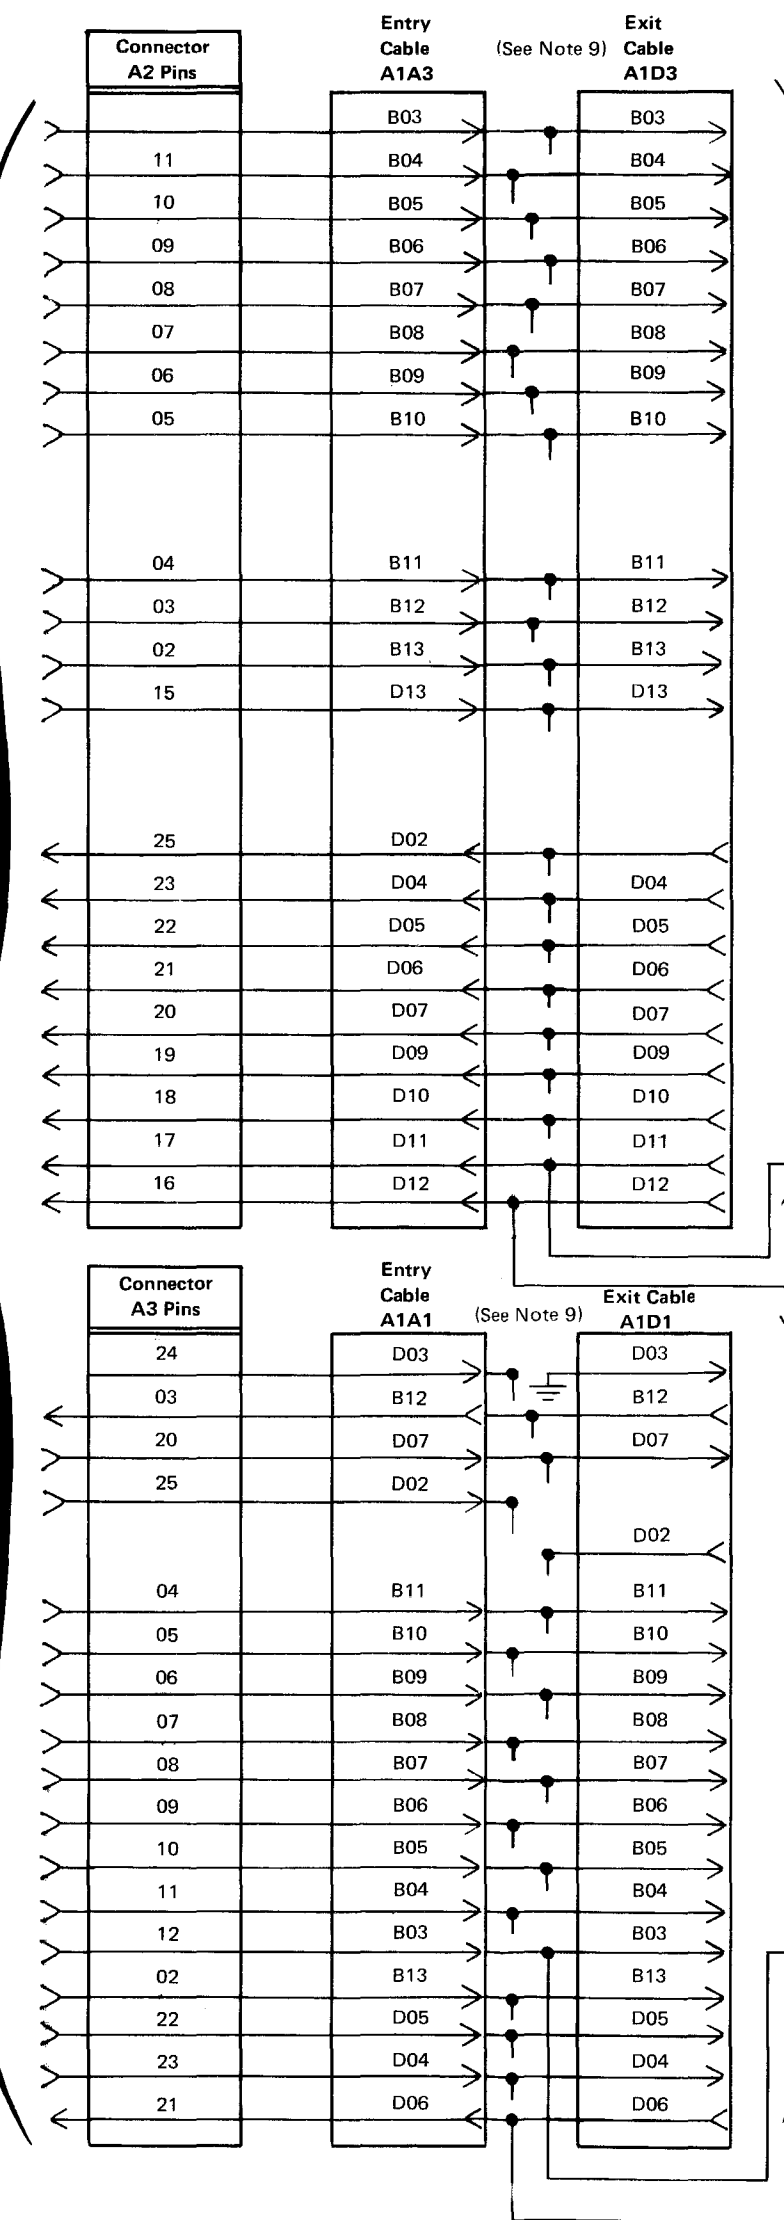 Entry Exit
Connector Cable (See Note 9) Cable
A2 Pins A1A3 A1D3
B03 B03
11 B04 B04
10 B05 B05
09 B06 B06
08 B07 B07
07 B08 B08
06 B09 B09
05 B10 B10
04 B11 B11
03 B12 B12
02 B13 B13
15 D13 D13
25 D02
23 D04 D04
22 D05 D05
21 D06 D06
20 D07 D07
19 D09 D09
18 D10 D10
17 D11 D11
16 D12 D12
Entry
Connector Cable Exit Cable
A3 Pins A1A1 (See Note 9) A1D1
24 D03 D03
03 B12 B12
20 D07 D07
25 D02
D02
04 B11 B11
05 B10 B10
06 B09 B09
07 B08 B08
08 B07 B07
09 B06 B06
10 B05 B05
11 B04 B04
12 B03 B03
02 B13 B13
22 D05 D05
23 D04 D04
21 D06 D06